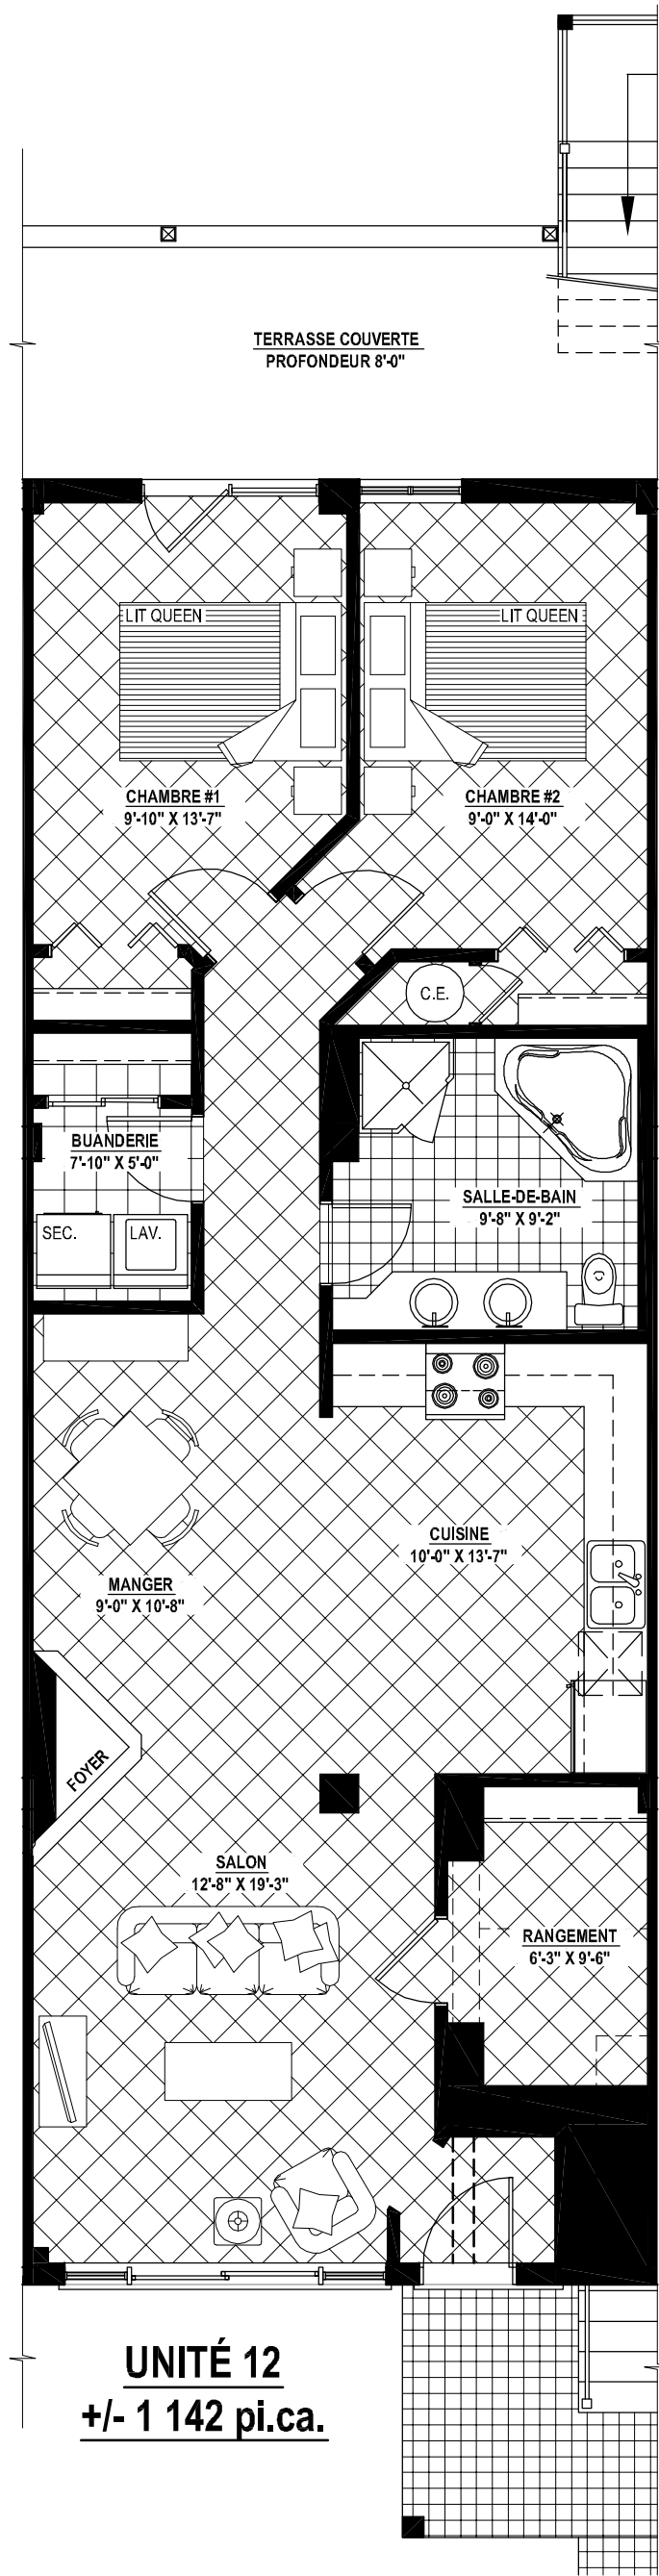 TERRASSE COUVERTE
PROFONDEUR 8'-0"
LIT QUEEN
LIT QUEEN
CHAMBRE #1
9'-10" X 13'-7"
CHAMBRE #2
9'-0" X 14'-0"
C.E.
BUANDERIE
7'-10" X 5'-0"
SALLE-DE-BAIN
9'-8" X 9'-2"
SEC.
LAV.
CUISINE
10'-0" X 13'-7"
MANGER
9'-0" X 10'-8"
FOYER
SALON
12'-8" X 19'-3"
RANGEMENT
6'-3" X 9'-6"
UNITÉ 12
+/- 1 142 pi.ca.